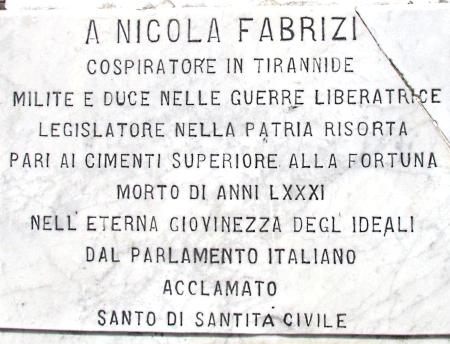 A NICOLA FABRIZI
COSPIRATORE IN TIRANNIDE
MILITE E DUCE NELLE GUERRE LIBERATRICE
LEGISLATORE NELLA PATRIA RISORTA
PARI AI CIMENTI SUPERIORE ALLA FORTUNA
MORTO DI ANNI LXXXI
NELL'ETERNA GIOVINEZZA DEGL'IDEALI
DAL PARLAMENTO ITALIANO
ACCLAMATO
SANTO DI SANTITA CIVILE